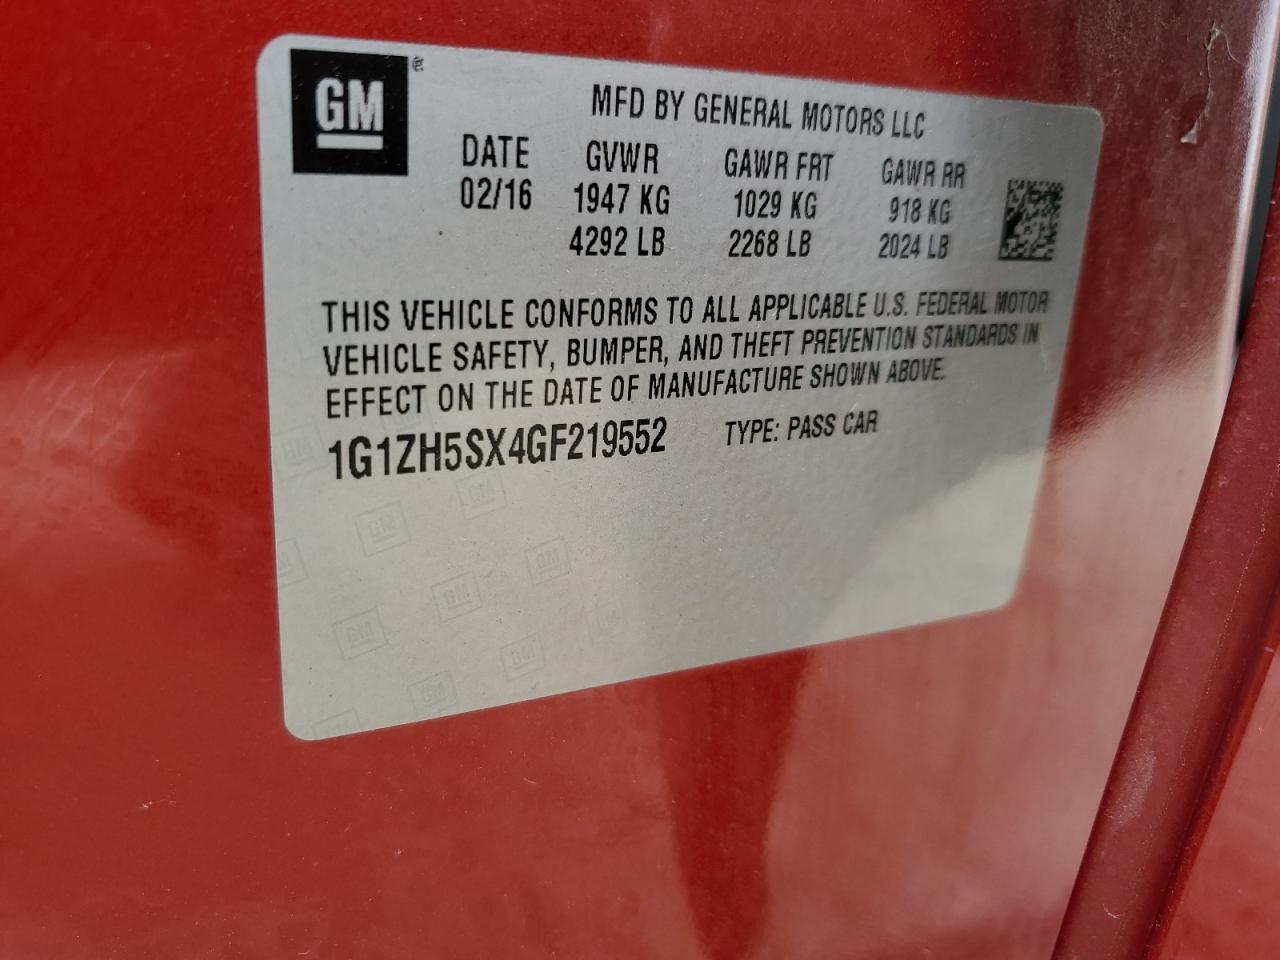 GM
MFD BY GENERAL MOTORS LLC
DATE GVWR GAWR FRT GAWR RR
02/16 1947 KG 1029 KG 918 KG
4292 LB 2268 LB 2024 LB
THIS VEHICLE CONFORMS TO ALL APPLICABLE U.S. FEDERAL MOTOR
VEHICLE SAFETY, BUMPER, AND THEFT PREVENTION STANDARDS IN
EFFECT ON THE DATE OF MANUFACTURE SHOWN ABOVE.
1G1ZH5SX4GF219552 TYPE: PASS CAR